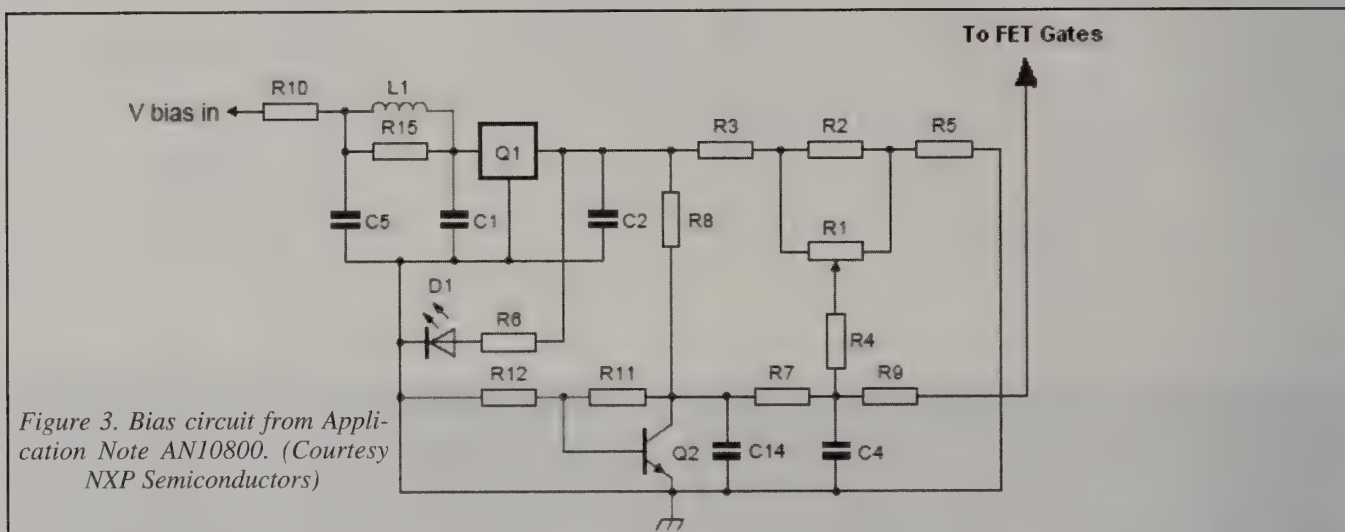 To FET Gates
R10
L1
V bias in
R15
Q1
R3
R2
R5
C5
C1
C2
R8
R1
D1
R6
R4
R12
R11
R7
R9
Q2
C14
C4
Figure 3. Bias circuit from Appli-
cation Note AN10800. (Courtesy
NXP Semiconductors)